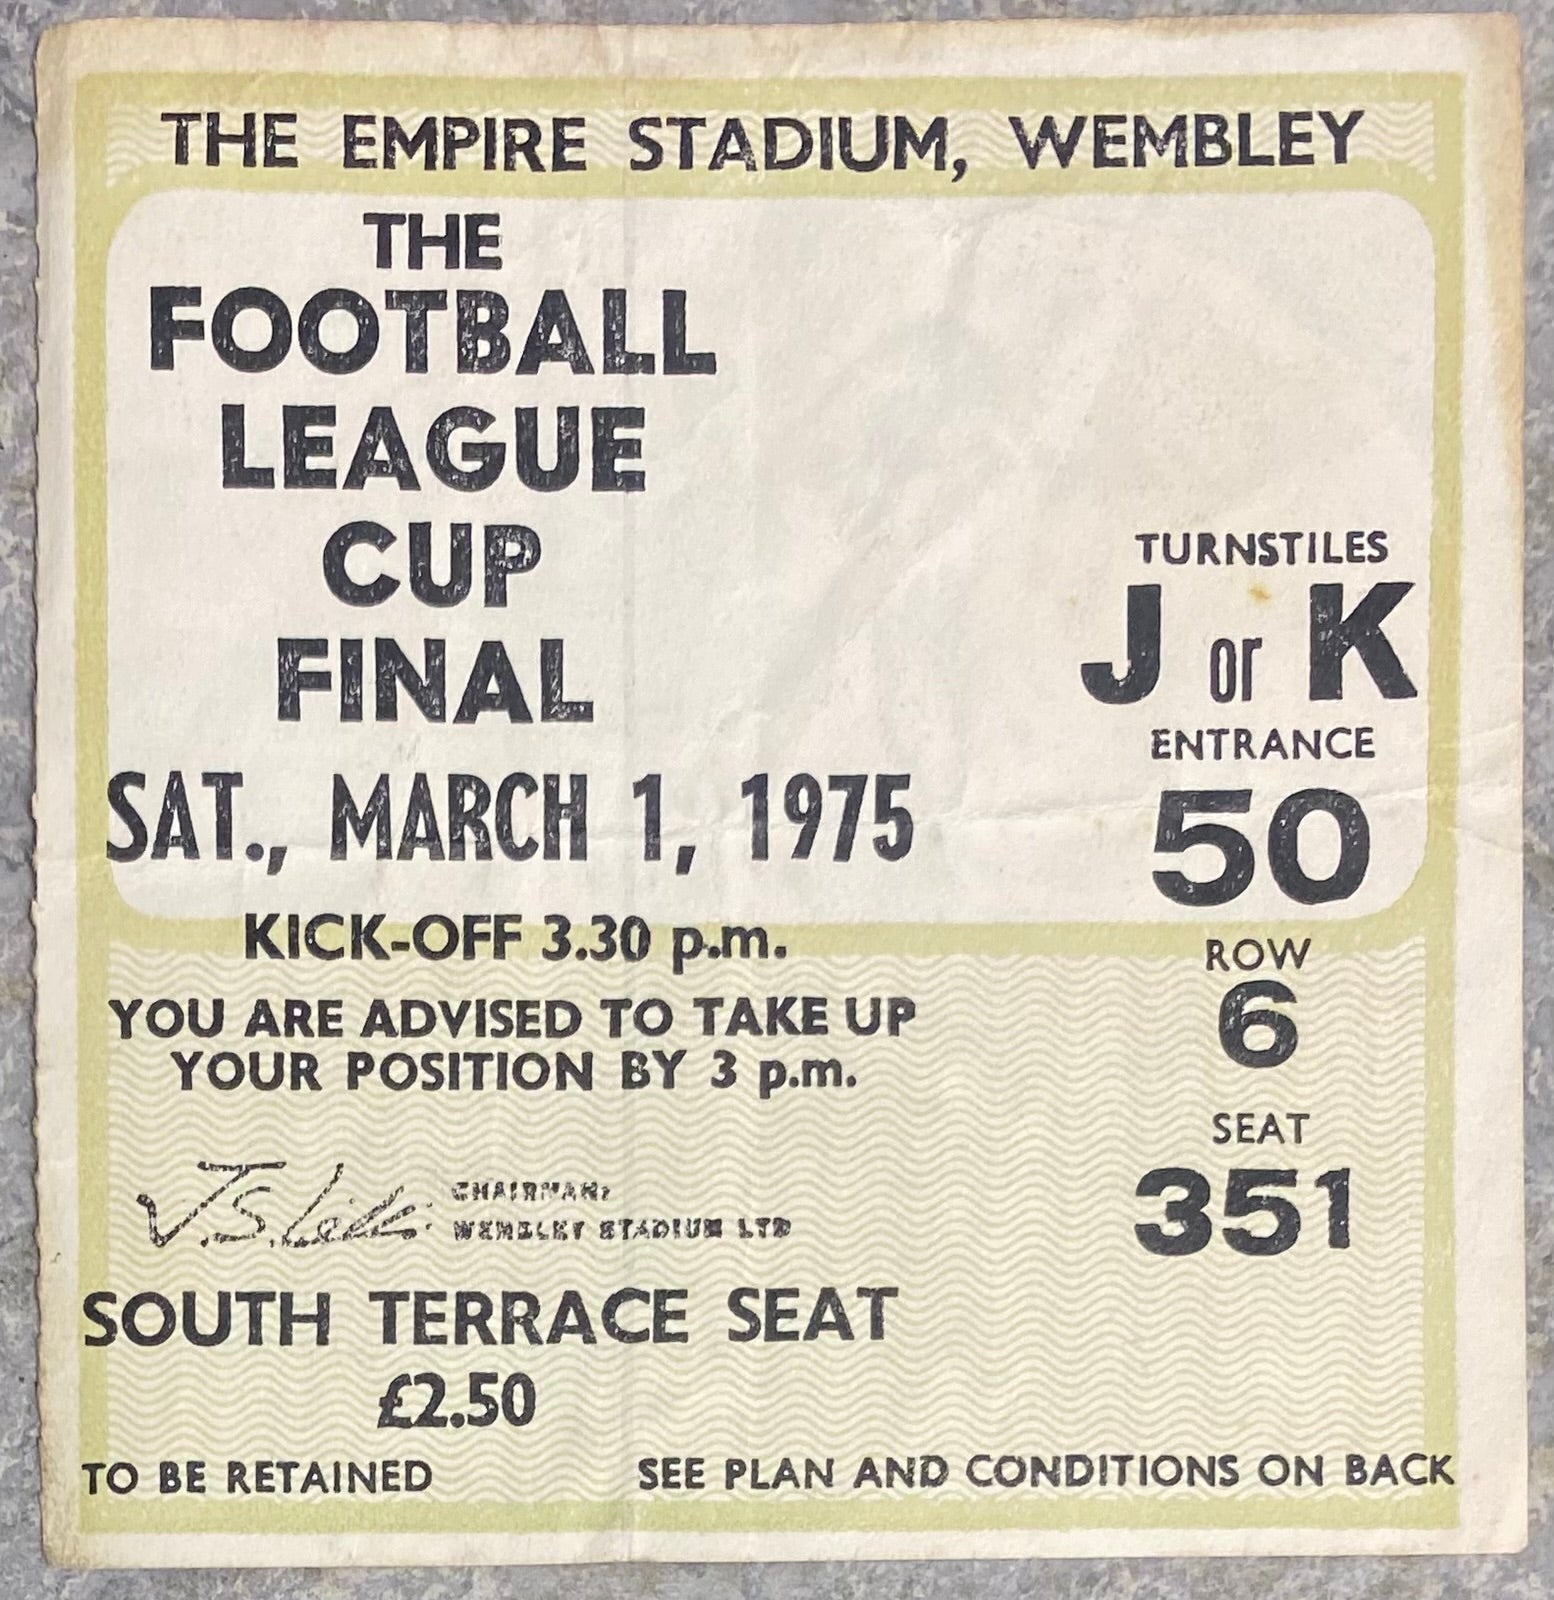 THE EMPIRE STADIUM, WEMBLEY
THE
FOOTBALL
LEAGUE
CUP
FINAL
SAT., MARCH 1, 1975
KICK-OFF 3.30 p.m.
YOU ARE ADVISED TO TAKE UP
YOUR POSITION BY 3 p.m.
CHAIRMAN:
WEMBLEY STADIUM LTD
SOUTH TERRACE SEAT
£2.50
TO BE RETAINED
TURNSTILES
J or K
ENTRANCE
50
ROW
6
SEAT
351
SEE PLAN AND CONDITIONS ON BACK